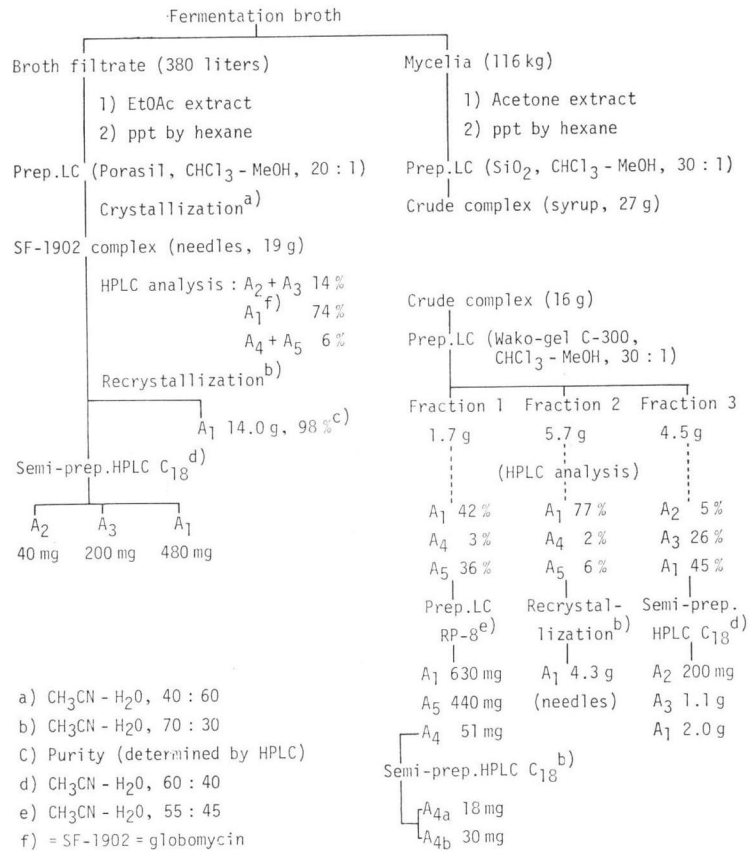 Fermentation broth
Broth filtrate (380 liters)
1) EtOAc extract
2) ppt by hexane
Prep.LC (Porasil, CHCl3 - MeOH, 20 : 1)
Crystallization a)
SF-1902 complex (needles, 19 g)
HPLC analysis : A2 + A3 14 %
A1 f) 74 %
A4 + A5 6 %
Recrystallization b)
A1 14.0 g, 98 % c)
Semi-prep.HPLC C18 d)
A2 A3 A1
40 mg 200 mg 480 mg
Mycelia (116 kg)
1) Acetone extract
2) ppt by hexane
Prep.LC (SiO2, CHCl3 - MeOH, 30 : 1)
Crude complex (syrup, 27 g)
Crude complex (16 g)
Prep.LC (Wako-gel C-300,
CHCl3 - MeOH, 30 : 1)
Fraction 1 Fraction 2 Fraction 3
1.7 g 5.7 g 4.5 g
(HPLC analysis)
A1 42 % A1 77 % A2 5 %
A4 3 % A4 2 % A3 26 %
A5 36 % A5 6 % A1 45 %
Prep.LC Recrystal- Semi-prep.
RP-8 e) lization b) HPLC C18 d)
A1 630 mg A1 4.3 g A2 200 mg
A5 440 mg (needles) A3 1.1 g
A4 51 mg A1 2.0 g
Semi-prep.HPLC C18 b)
A4a 18 mg
A4b 30 mg
a) CH3CN - H2O, 40 : 60
b) CH3CN - H2O, 70 : 30
C) Purity (determined by HPLC)
d) CH3CN - H2O, 60 : 40
e) CH3CN - H2O, 55 : 45
f) = SF-1902 = globomycin